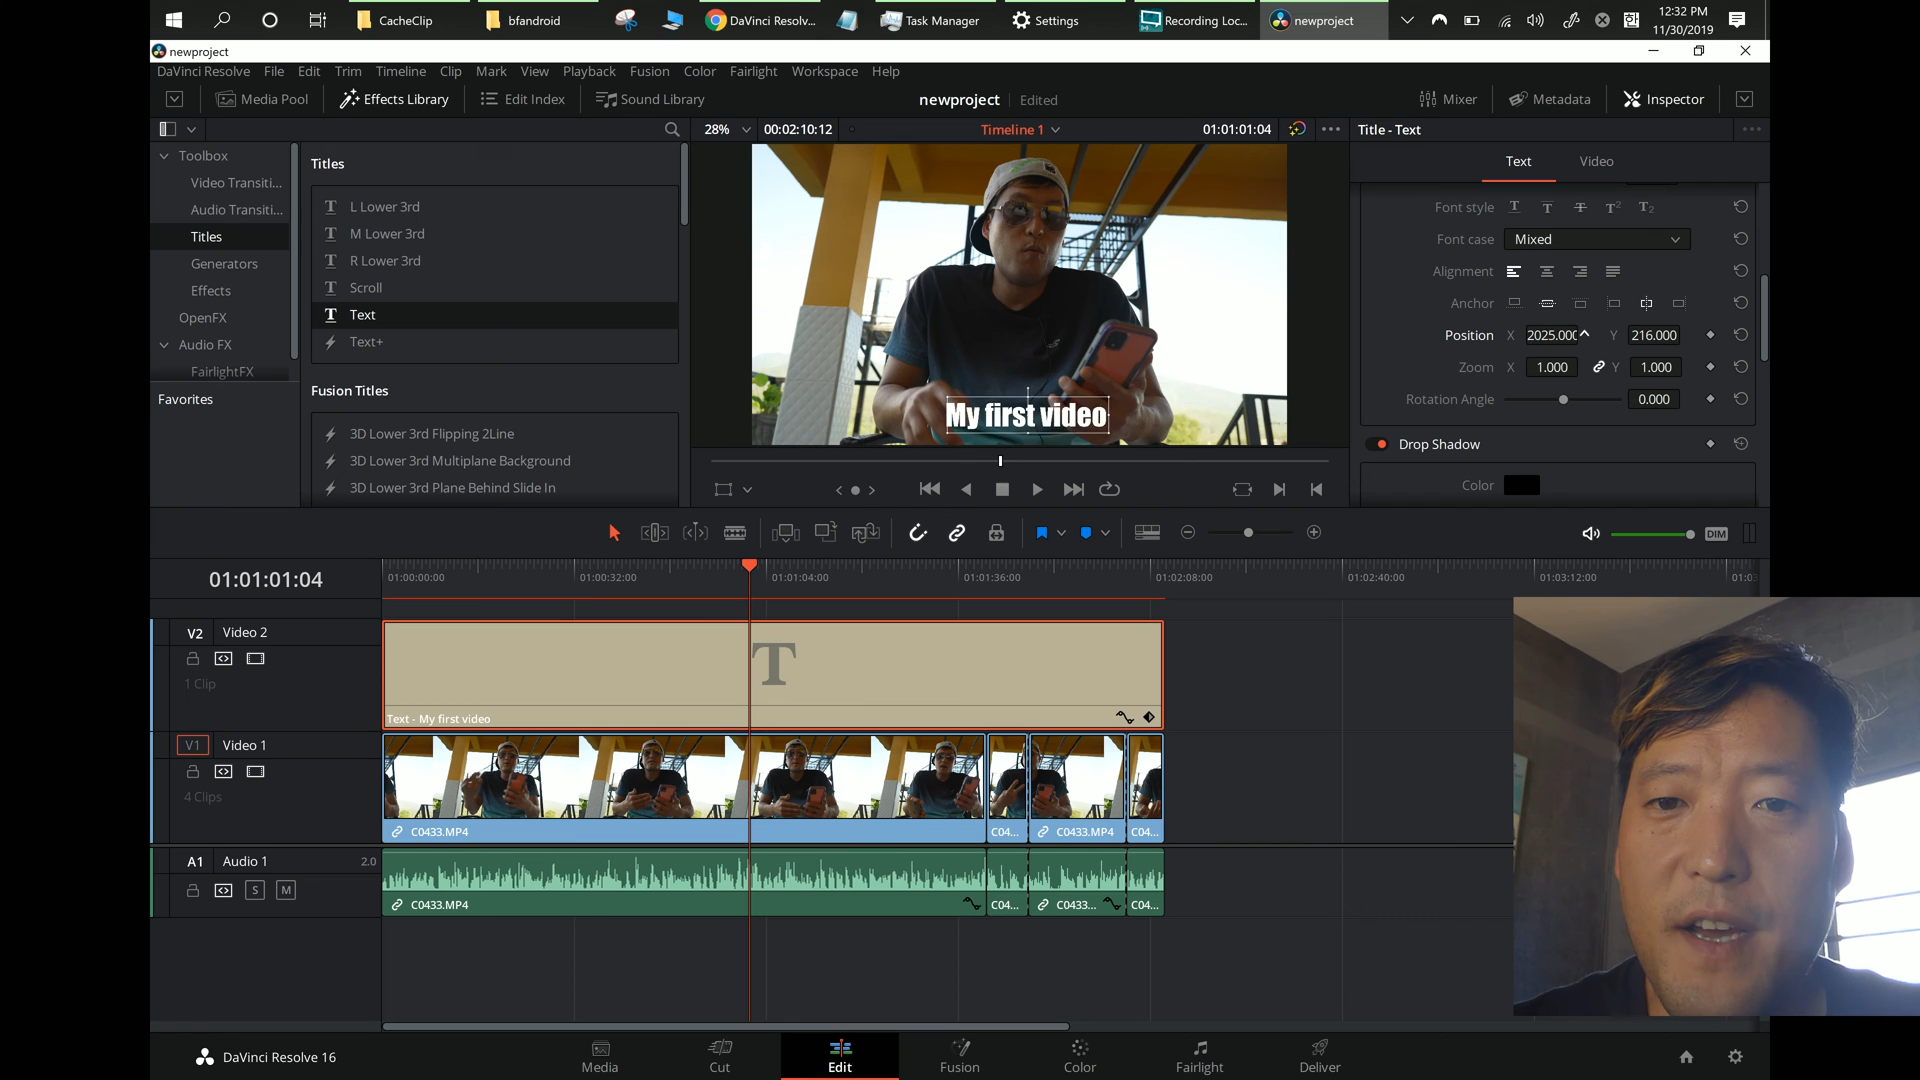 CacheClip
bfandroid
DaVinci Resolv...
Task Manager
Settings
Recording Loc...
newproject
12:32 PM
11/30/2019
newproject
DaVinci Resolve File Edit Trim Timeline Clip Mark View Playback Fusion Color Fairlight Workspace Help
Media Pool
Effects Library
Edit Index
Sound Library
newproject
Edited
Mixer
Metadata
Inspector
28%
00:02:10:12
Timeline 1
01:01:01:04
Title - Text
Toolbox
Video Transiti...
Audio Transiti...
Titles
Generators
Effects
OpenFX
Audio FX
FairlightFX
Favorites
Titles
L Lower 3rd
M Lower 3rd
R Lower 3rd
Scroll
Text
Text+
Fusion Titles
3D Lower 3rd Flipping 2Line
3D Lower 3rd Multiplane Background
3D Lower 3rd Plane Behind Slide In
My first video
Text
Video
Font style
Font case Mixed
Alignment
Anchor
Position X 2025.000 Y 216.000
Zoom X 1.000 Y 1.000
Rotation Angle 0.000
Drop Shadow
Color
DIM
01:01:01:04
01:00:00:00
01:00:32:00
01:01:04:00
01:01:36:00
01:02:08:00
01:02:40:00
01:03:12:00
01:0
V2 Video 2
1 Clip
Text - My first video
V1 Video 1
4 Clips
C0433.MP4
C04...
C0433.MP4
C04...
A1 Audio 1 2.0
S M
C0433.MP4
C04...
C0433...
C04...
DaVinci Resolve 16
Media
Cut
Edit
Fusion
Color
Fairlight
Deliver